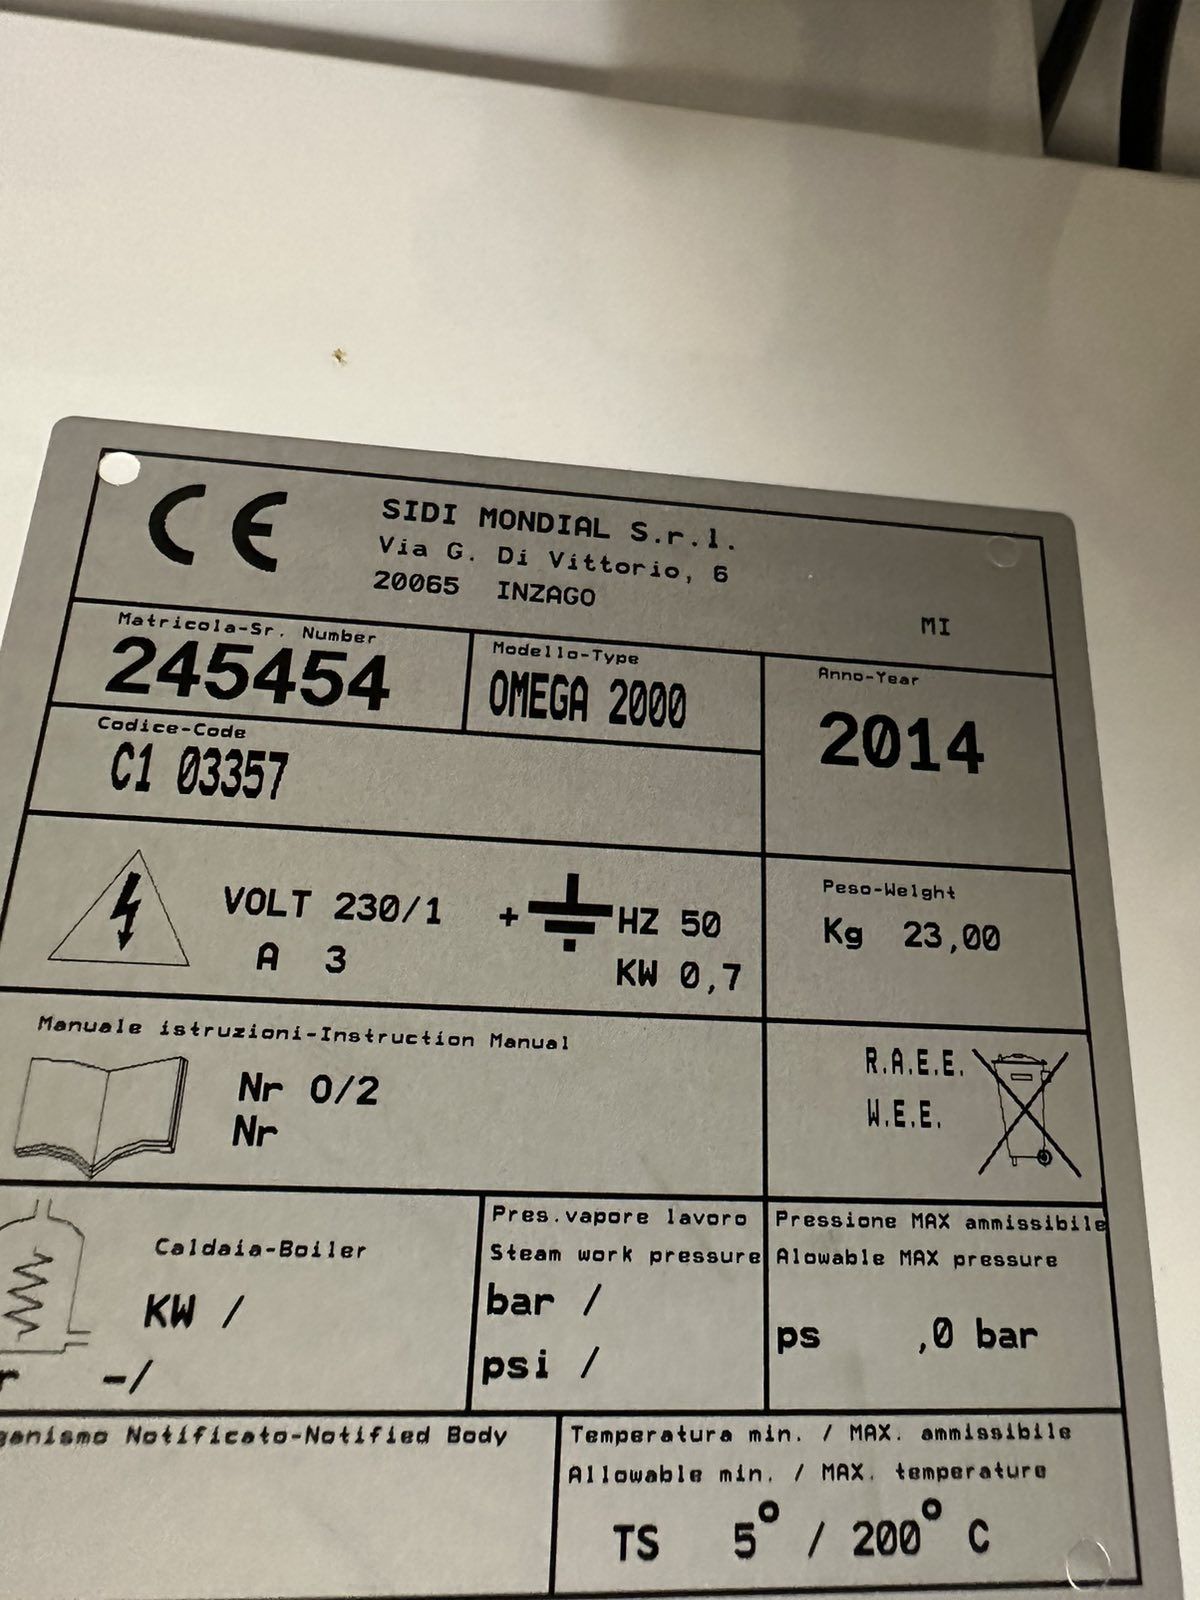 CE
SIDI MONDIAL S.r.l.
Via G. Di Vittorio, 6
20065 INZAGO MI
Matricola-Sr. Number
245454
Modello-Type
OMEGA 2000
Anno-Year
2014
Codice-Code
C1 03357
VOLT 230/1 + HZ 50
A 3 KW 0,7
Peso-Weight
Kg 23,00
Manuale istruzioni-Instruction Manual
Nr 0/2
Nr
R.A.E.E.
W.E.E.
Caldaia-Boiler
KW /
-/
Pres.vapore lavoro
Steam work pressure
bar /
psi /
Pressione MAX ammissibile
Alowable MAX pressure
ps ,0 bar
ganismo Notificato-Notified Body
Temperatura min. / MAX. ammissibile
Allowable min. / MAX. temperature
TS 5° / 200° C